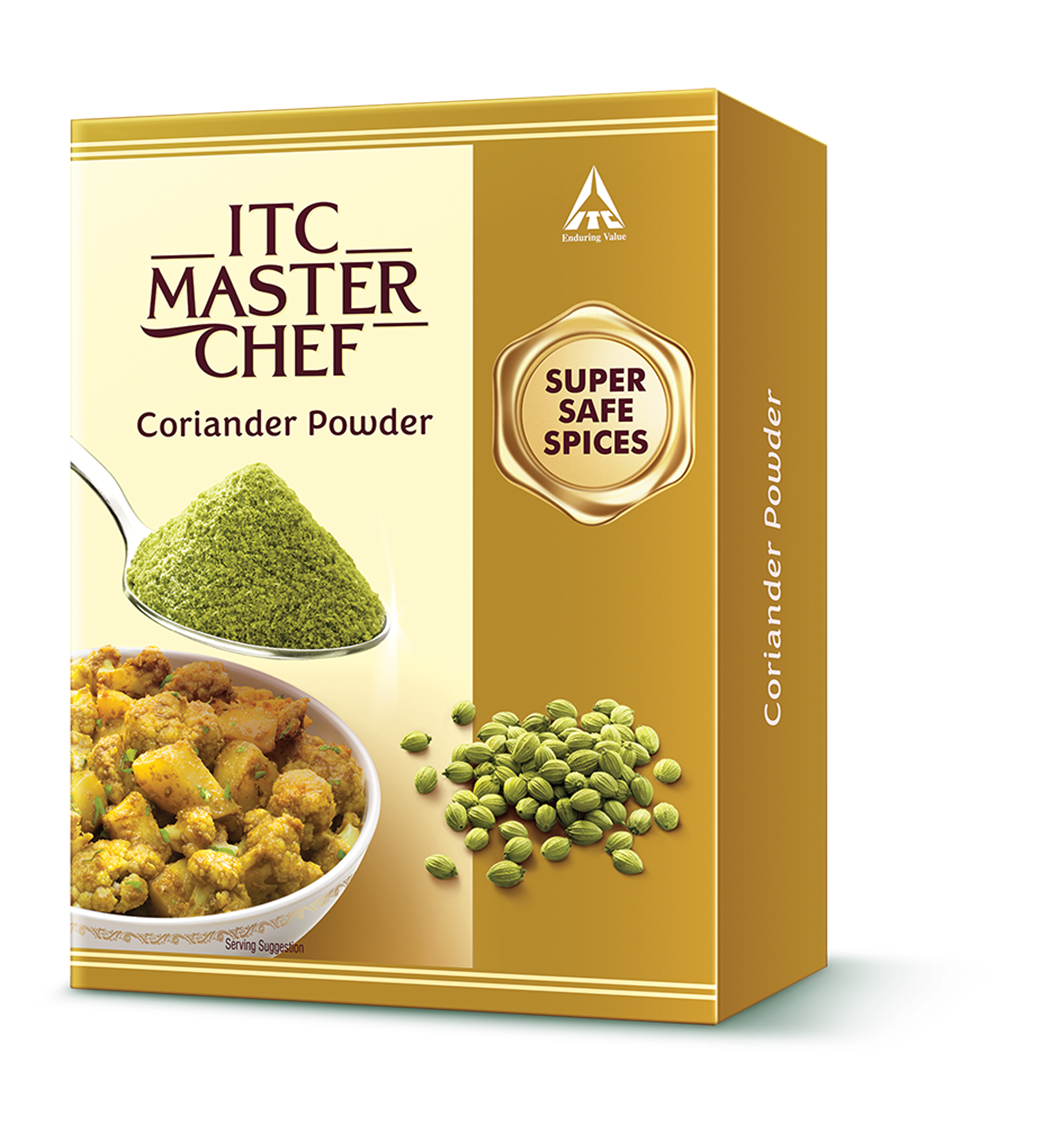 ITC
MASTER
CHEF
Coriander Powder
ITC
Enduring Value
SUPER
SAFE
SPICES
Serving Suggestion
Coriander Powder